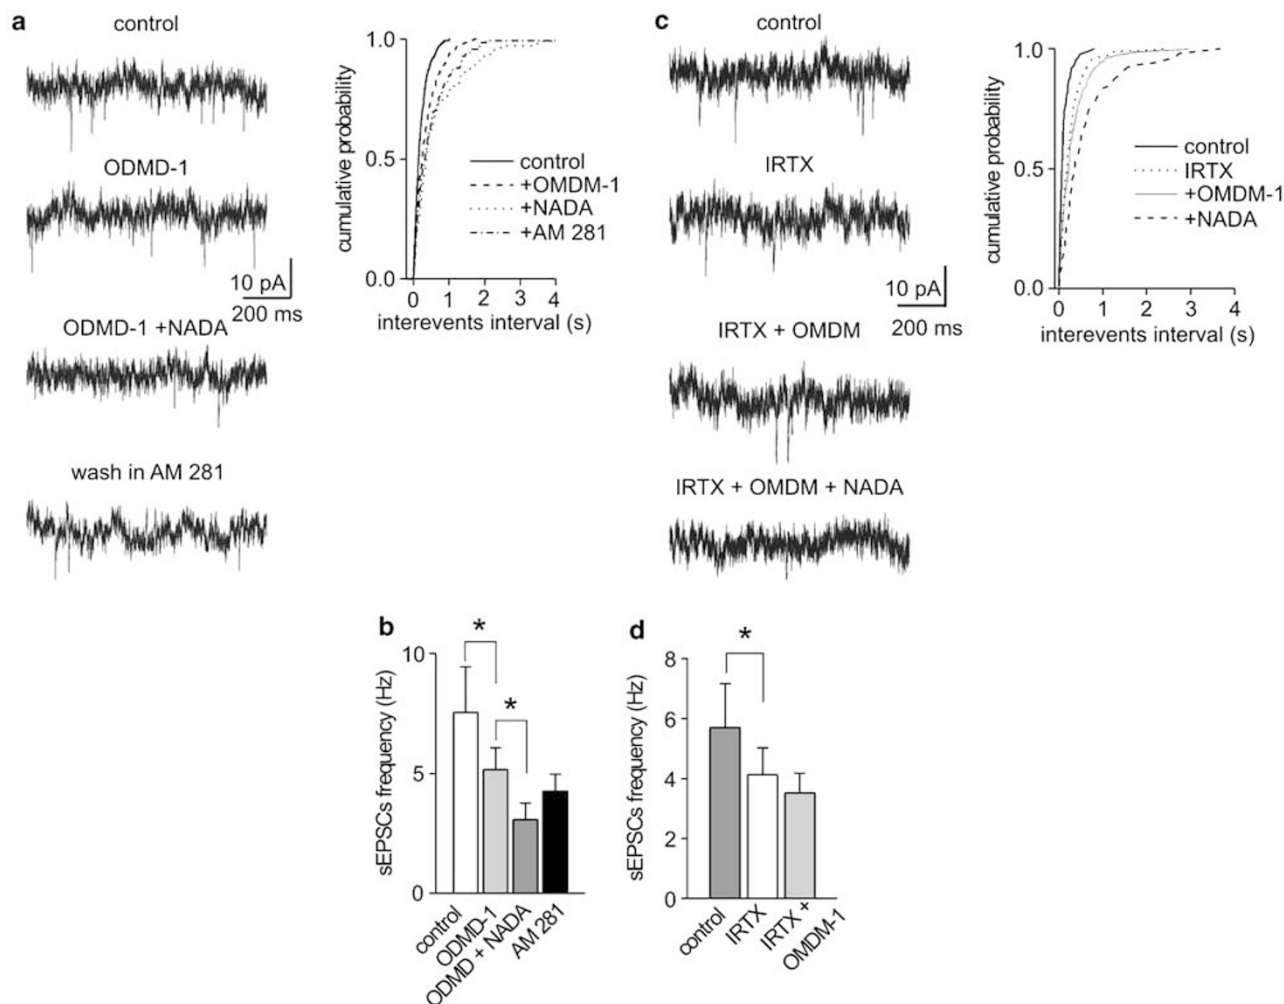 a
control
ODMD-1
10 pA
200 ms
ODMD-1 +NADA
wash in AM 281
cumulative probability
1.0
0.5
0.0
control
+OMDM-1
+NADA
+AM 281
0 1 2 3 4
interevents interval (s)
c
control
IRTX
10 pA
200 ms
IRTX + OMDM
IRTX + OMDM + NADA
cumulative probability
1.0
0.5
0.0
control
IRTX
+OMDM-1
+NADA
0 1 2 3 4
interevents interval (s)
b
sEPSCs frequency (Hz)
10
5
0
*
*
control
ODMD-1
ODMD + NADA
AM 281
d
sEPSCs frequency (Hz)
8
6
4
2
0
*
control
IRTX
IRTX +
OMDM-1